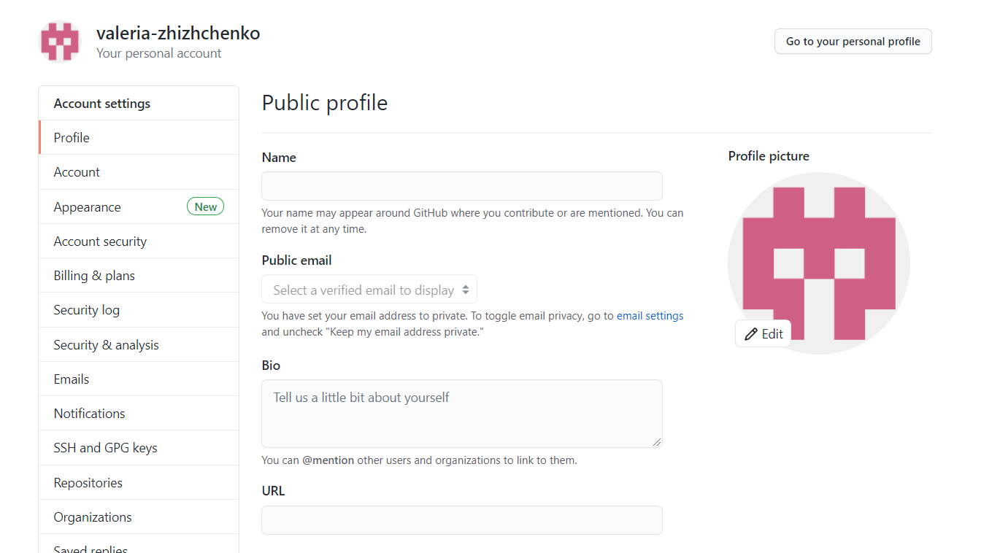 valeria-zhizhchenko
Your personal account
Go to your personal profile
Account settings
Profile
Account
Appearance New
Account security
Billing & plans
Security log
Security & analysis
Emails
Notifications
SSH and GPG keys
Repositories
Organizations
Saved replies
Public profile
Name
Your name may appear around GitHub where you contribute or are mentioned. You can
remove it at any time.
Public email
Select a verified email to display
You have set your email address to private. To toggle email privacy, go to email settings
and uncheck "Keep my email address private."
Bio
Tell us a little bit about yourself
You can @mention other users and organizations to link to them.
URL
Profile picture
Edit